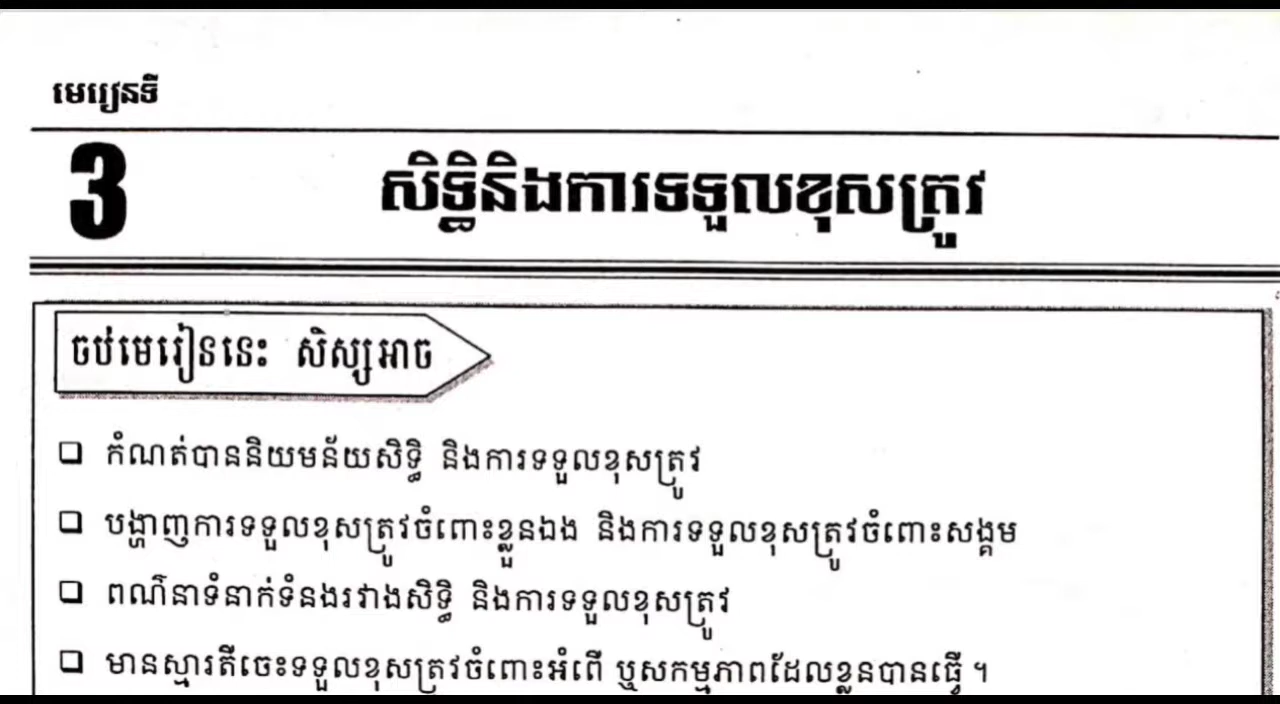 មេរៀនទី
3
សិទ្ធិនិងការទទួលខុសត្រូវ
ចប់មេរៀននេះ សិស្សអាច
❑ កំណត់បាននិយមន័យសិទ្ធិ និងការទទួលខុសត្រូវ
❑ បង្ហាញការទទួលខុសត្រូវចំពោះខ្លួនឯង និងការទទួលខុសត្រូវចំពោះសង្គម
❑ ពណ៌នាទំនាក់ទំនងរវាងសិទ្ធិ និងការទទួលខុសត្រូវ
❑ មានស្មារតីចេះទទួលខុសត្រូវចំពោះអំពើ ឬសកម្មភាពដែលខ្លួនបានធ្វើ ។